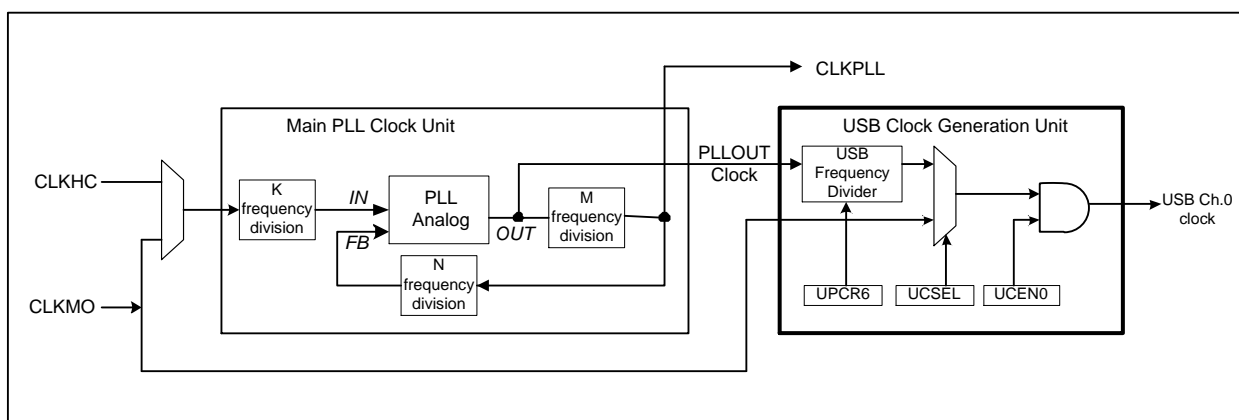 CLKPLL
Main PLL Clock Unit
USB Clock Generation Unit
CLKHC
CLKMO
K
frequency
division
IN
FB
PLL
Analog
OUT
M
frequency
division
N
frequency
division
PLLOUT
Clock
USB
Frequency
Divider
UPCR6
UCSEL
UCEN0
USB Ch.0
clock